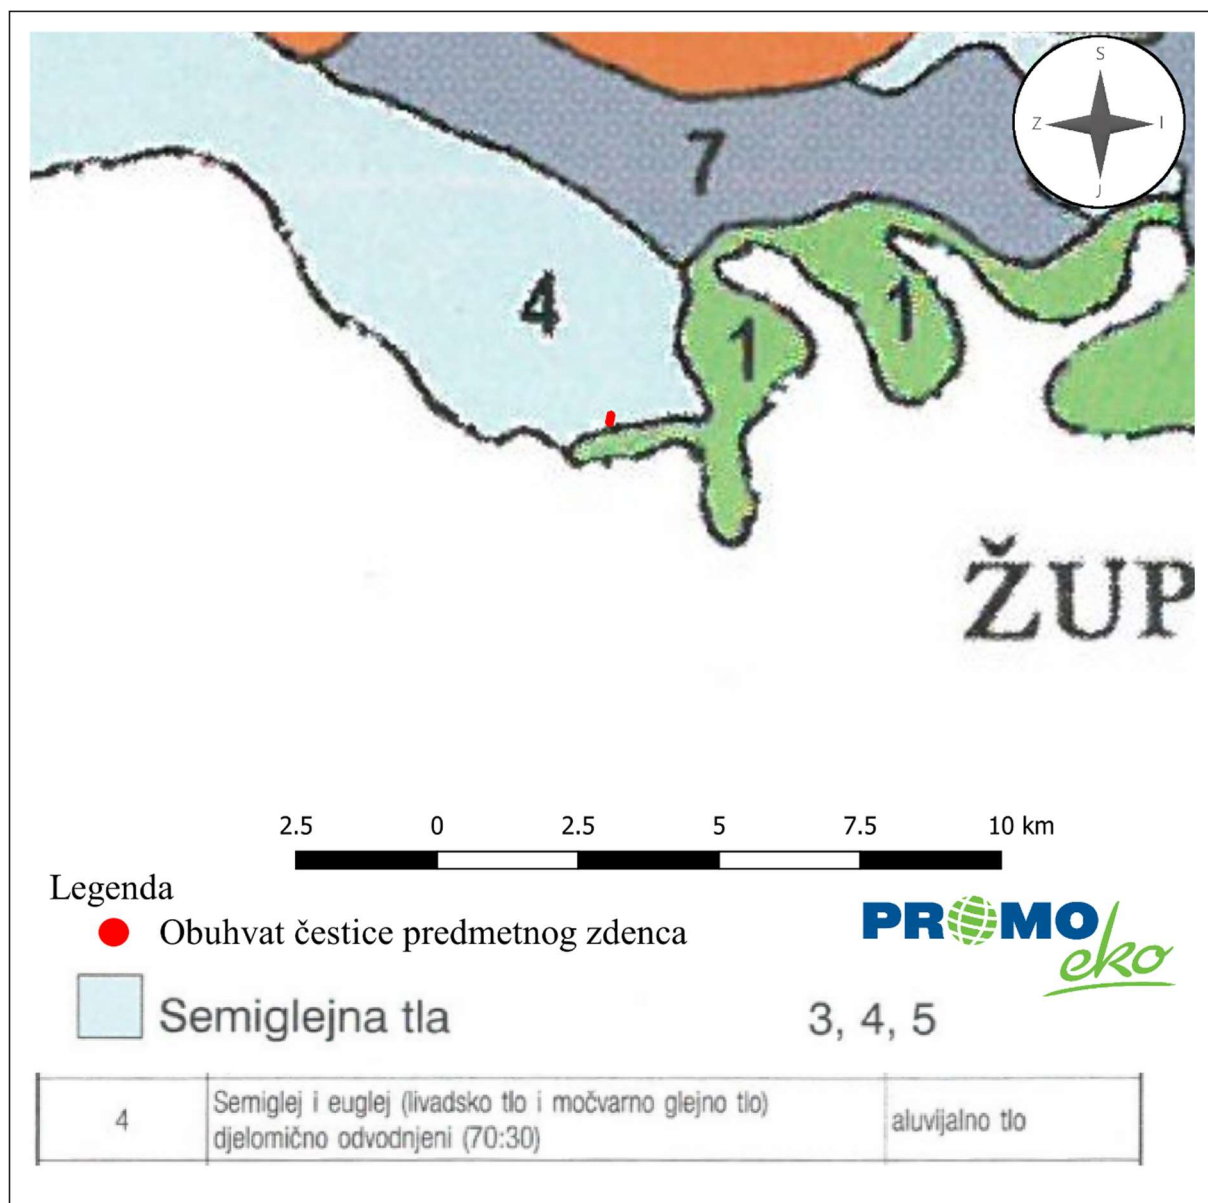 S
Z I
J
7
4
1
1
ŽUP
2.5 0 2.5 5 7.5 10 km
Legenda
Obuhvat čestice predmetnog zdenca
PROMO
eko
Semiglejna tla 3, 4, 5
4 Semiglej i euglej (livadsko tlo i močvarno glejno tlo) aluvijalno tlo
djelomično odvodnjeni (70:30)